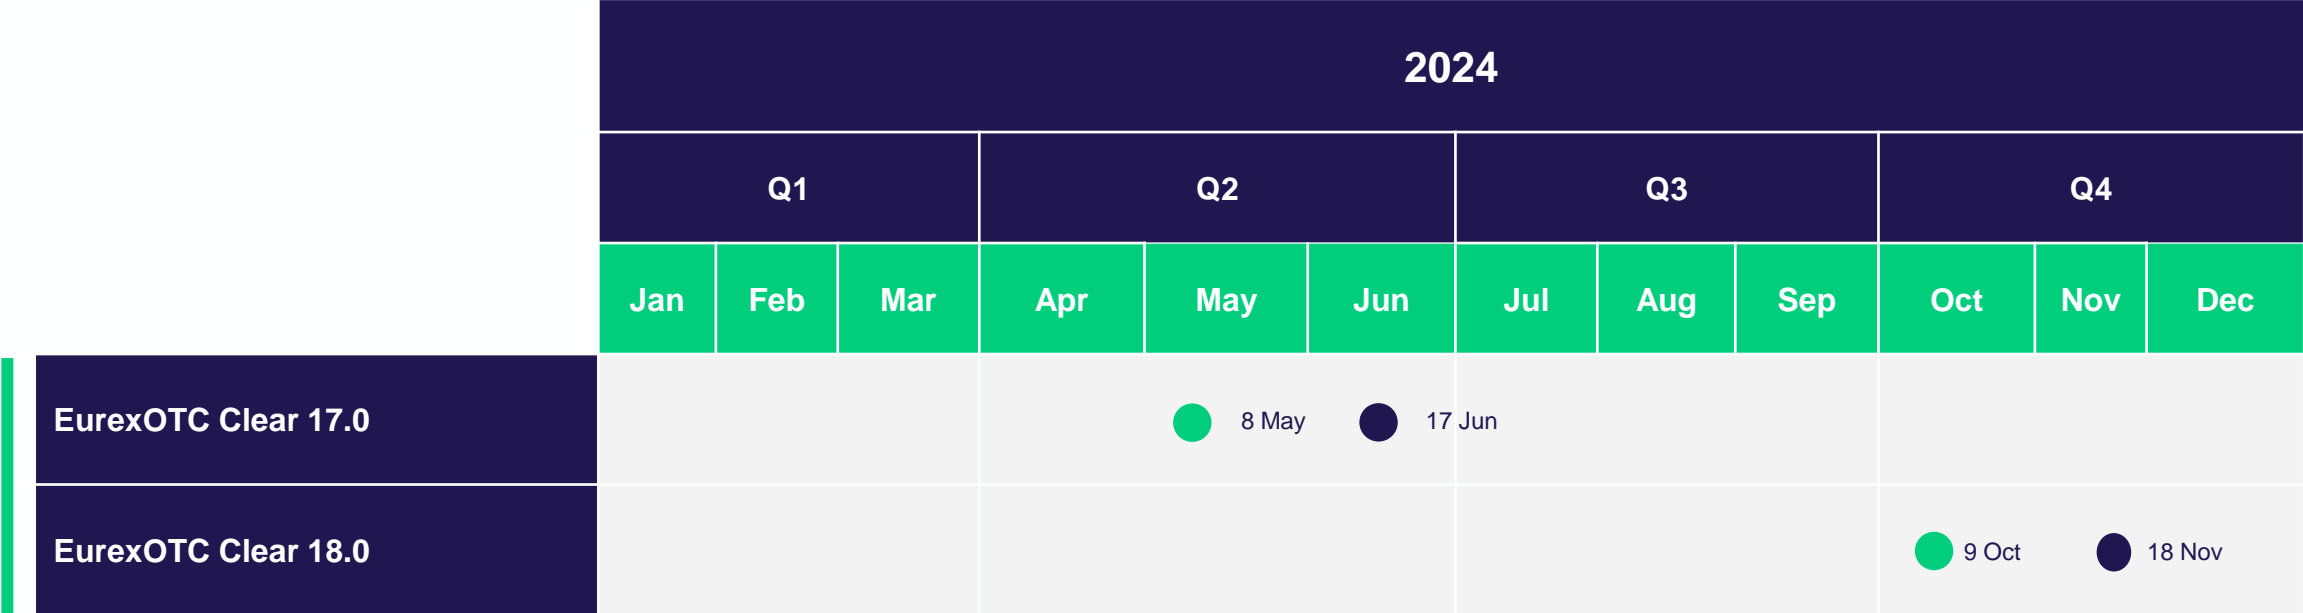 2024
Q1 Q2 Q3 Q4
Jan Feb Mar Apr May Jun Jul Aug Sep Oct Nov Dec
EurexOTC Clear 17.0 8 May 17 Jun
EurexOTC Clear 18.0 9 Oct 18 Nov